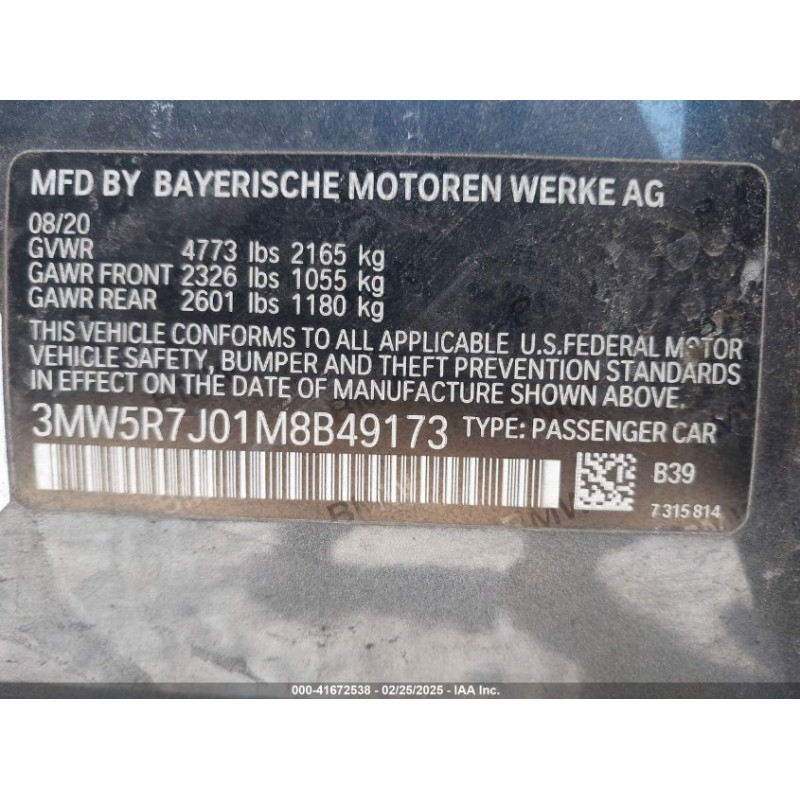 MFD BY BAYERISCHE MOTOREN WERKE AG
08/20
GVWR 4773 lbs 2165 kg
GAWR FRONT 2326 lbs 1055 kg
GAWR REAR 2601 lbs 1180 kg
THIS VEHICLE CONFORMS TO ALL APPLICABLE U.S.FEDERAL MOTOR
VEHICLE SAFETY, BUMPER AND THEFT PREVENTION STANDARDS
IN EFFECT ON THE DATE OF MANUFACTURE SHOWN ABOVE.
3MW5R7J01M8B49173 TYPE: PASSENGER CAR
B39
7315814
000-41672538 - 02/25/2025 - IAA Inc.